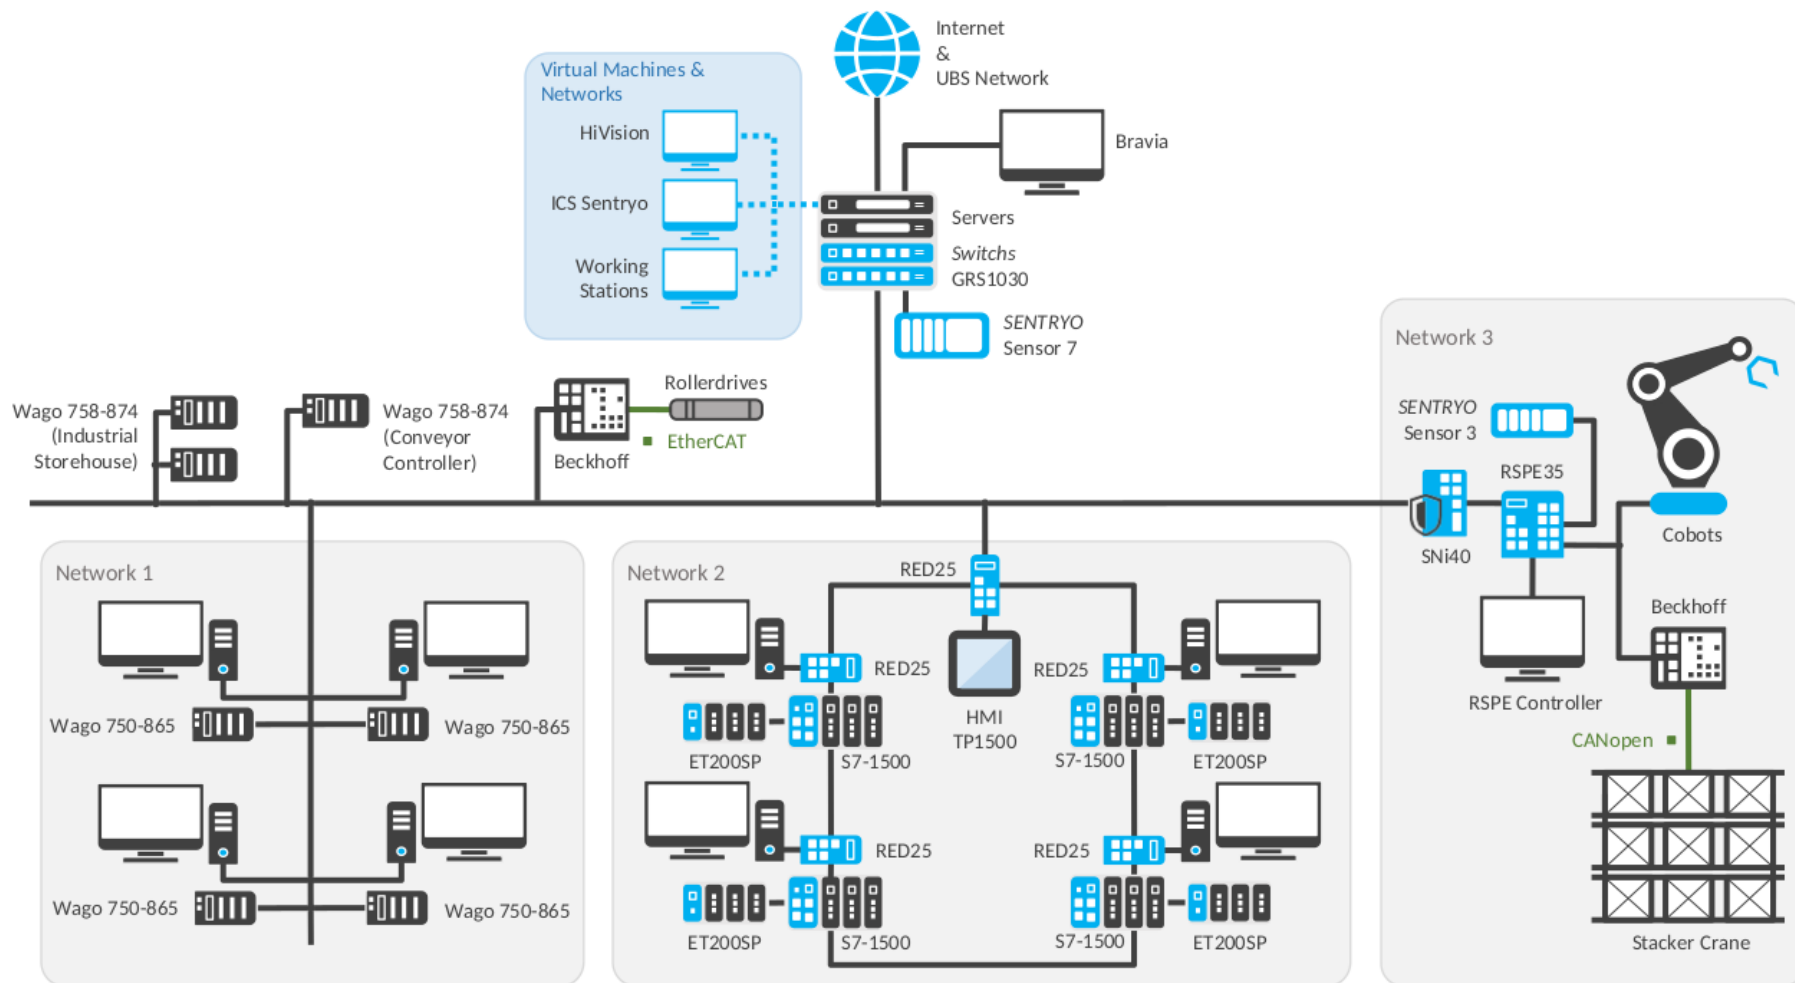 Internet
&
UBS Network
Virtual Machines &
Networks
HiVision
Bravia
ICS Sentryo
Servers
Switchs
GRS1030
Working
Stations
SENTRYO
Sensor 7
Network 3
Wago 758-874
(Industrial
Storehouse)
Wago 758-874
(Conveyor
Controller)
Rollerdrives
EtherCAT
Beckhoff
SENTRYO
Sensor 3
RSPE35
SNi40
Cobots
Beckhoff
RSPE Controller
CANopen
Stacker Crane
Network 1
Wago 750-865
Wago 750-865
Wago 750-865
Wago 750-865
Network 2
RED25
RED25
RED25
HMI
TP1500
ET200SP
S7-1500
S7-1500
ET200SP
RED25
RED25
ET200SP
S7-1500
S7-1500
ET200SP